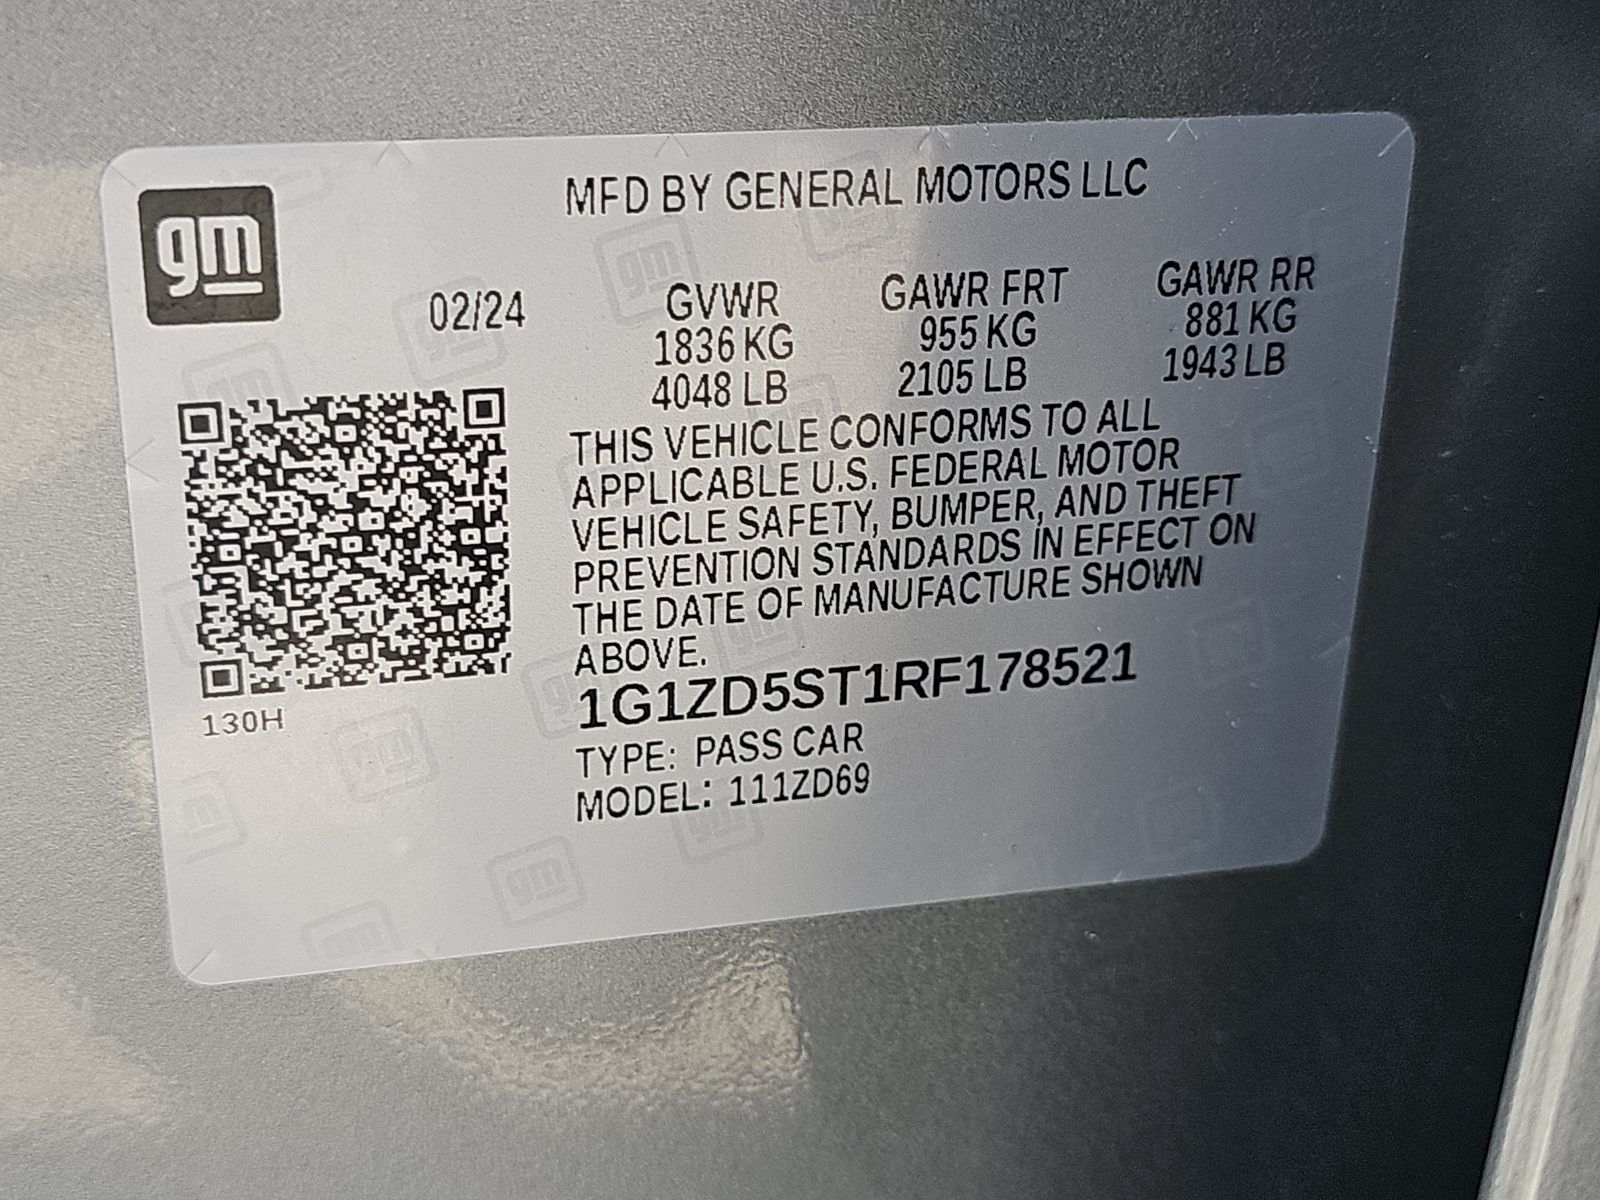 gm
MFD BY GENERAL MOTORS LLC
02/24
GVWR
1836 KG
4048 LB
GAWR FRT
955 KG
2105 LB
GAWR RR
881 KG
1943 LB
THIS VEHICLE CONFORMS TO ALL
APPLICABLE U.S. FEDERAL MOTOR
VEHICLE SAFETY, BUMPER, AND THEFT
PREVENTION STANDARDS IN EFFECT ON
THE DATE OF MANUFACTURE SHOWN
ABOVE.
1G1ZD5ST1RF178521
TYPE: PASS CAR
MODEL: 111ZD69
130H